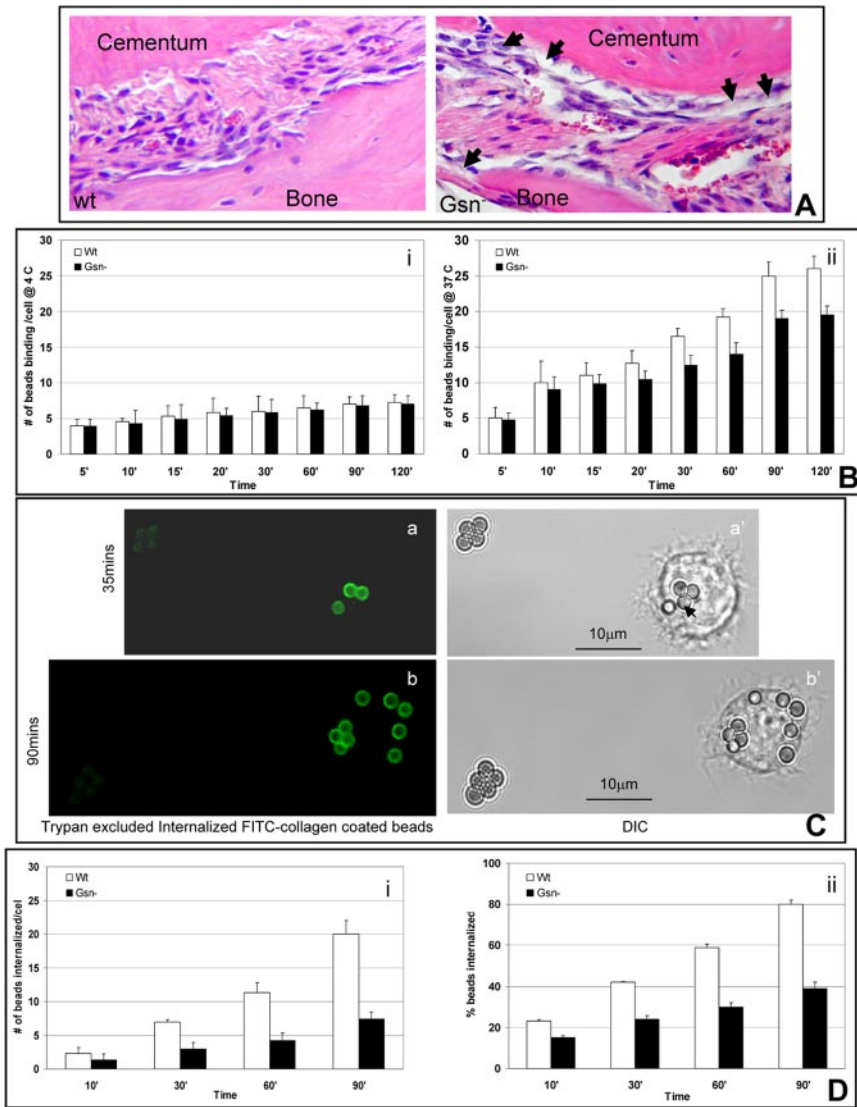 Cementum
wt
Bone
Cementum
Gsn-
Bone
A
# of beads binding /cell @ 4 C
30
25
20
15
10
5
0
Wt
Gsn-
i
5' 10' 15' 20' 30' 60' 90' 120'
Time
# of beads binding/cell @ 37 C
30
25
20
15
10
5
0
Wt
Gsn-
ii
5' 10' 15' 20' 30' 60' 90' 120'
Time
B
35mins
a
a'
10μm
90mins
b
b'
10μm
Trypan excluded Internalized FITC-collagen coated beads
DIC
C
# of beads internalized/cel
30
25
20
15
10
5
0
Wt
Gsn-
i
10' 30' 60' 90'
Time
% beads internalized
100
80
60
40
20
0
Wt
Gsn-
ii
10' 30' 60' 90'
Time
D